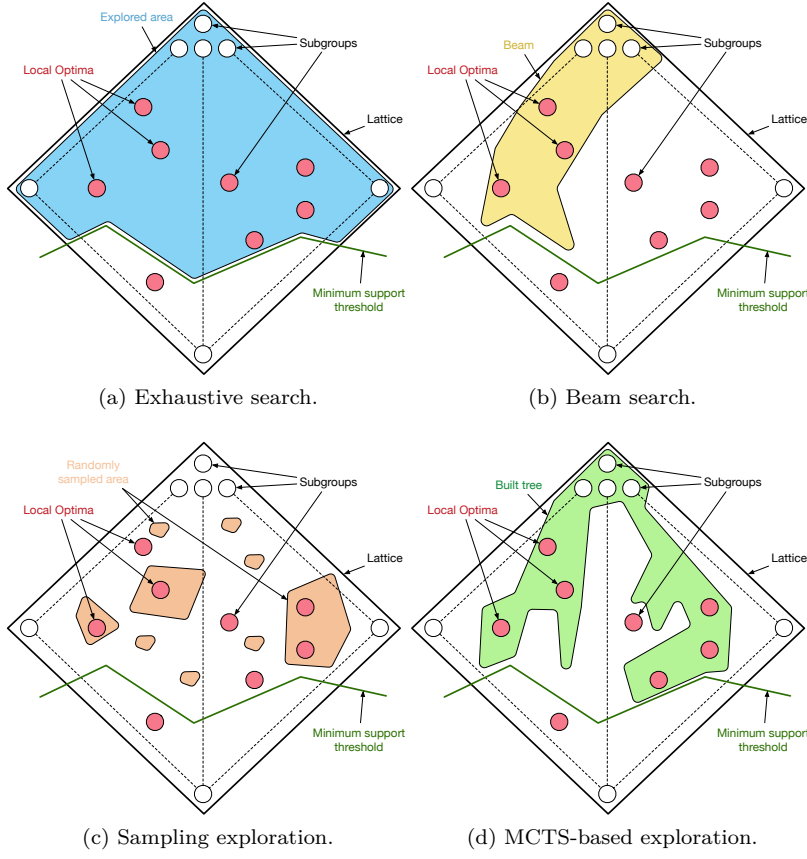 Explored area
Subgroups
Local Optima
Lattice
Minimum support
threshold
(a) Exhaustive search.
Beam
Subgroups
Local Optima
Lattice
Minimum support
threshold
(b) Beam search.
Randomly
sampled area
Subgroups
Local Optima
Lattice
Minimum support
threshold
(c) Sampling exploration.
Built tree
Subgroups
Local Optima
Lattice
Minimum support
threshold
(d) MCTS-based exploration.